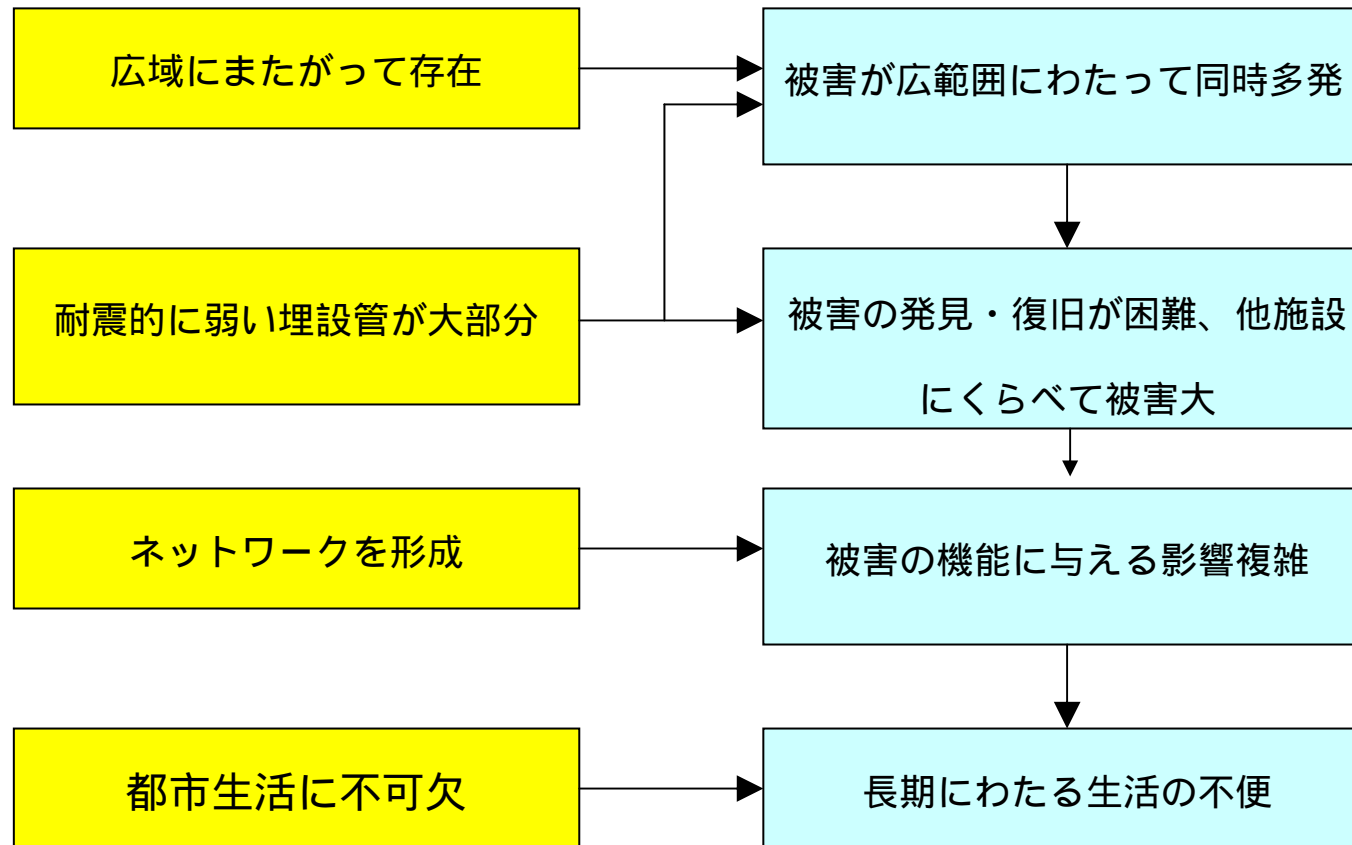 広域にまたがって存在
被害が広範囲にわたって同時多発
耐震的に弱い埋設管が大部分
被害の発見・復旧が困難、他施設
にくらべて被害大
ネットワークを形成
被害の機能に与える影響複雑
都市生活に不可欠
長期にわたる生活の不便